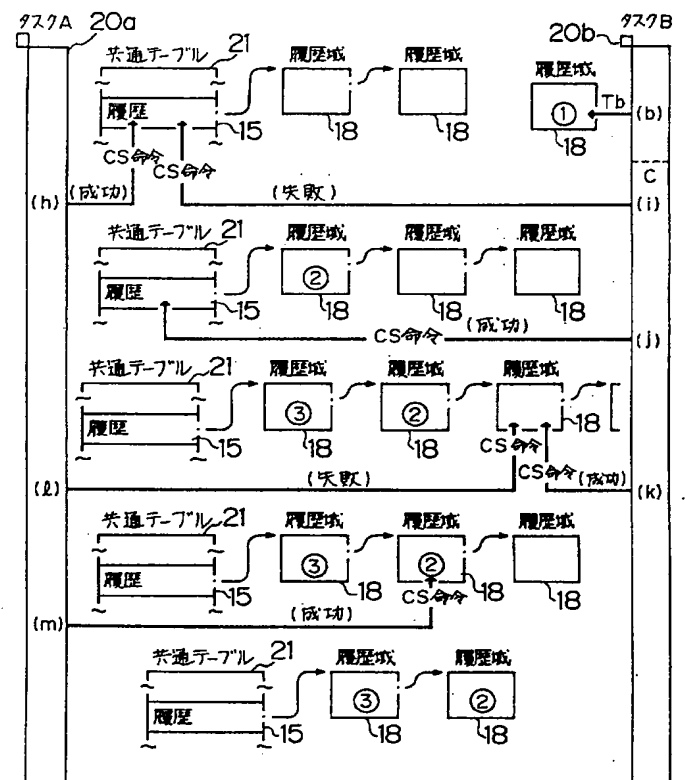 タスクA 20a 20b タスクB
共通テーブル 21 履歴域 履歴域 履歴域
履歴 15 18 18 ① 18 Tb (b)
CS命令 CS命令 C
(h) (成功) (失敗) (i)
共通テーブル 21 履歴域 履歴域 履歴域
履歴 15 ② 18 18 18
CS命令 (成功) (j)
共通テーブル 21 履歴域 履歴域 履歴域
履歴 15 ③ 18 ② 18 18
CS命令 CS命令
(ℓ) (失敗) (成功) (k)
共通テーブル 21 履歴域 履歴域 履歴域
履歴 15 ③ 18 ② 18 18
CS命令
(m) (成功)
共通テーブル 21 履歴域 履歴域
履歴 15 ③ 18 ② 18